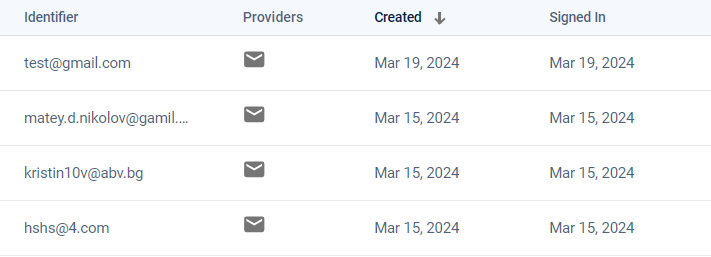 Identifier Providers Created Signed In
test@gmail.com Mar 19, 2024 Mar 19, 2024
matey.d.nikolov@gamil.... Mar 15, 2024 Mar 15, 2024
kristin10v@abv.bg Mar 15, 2024 Mar 15, 2024
hshs@4.com Mar 15, 2024 Mar 15, 2024